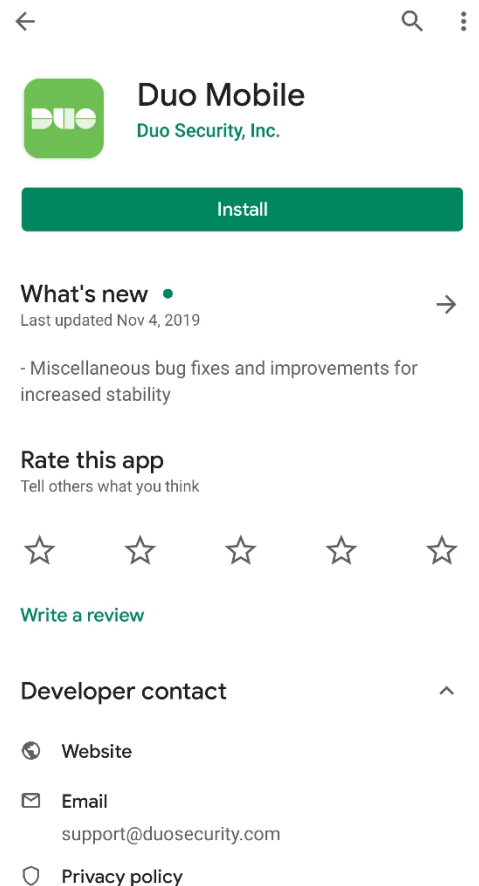 Duo Mobile
DUO
Duo Security, Inc.
Install
What's new
Last updated Nov 4, 2019
- Miscellaneous bug fixes and improvements for
increased stability
Rate this app
Tell others what you think
Write a review
Developer contact
Website
Email
support@duosecurity.com
Privacy policy